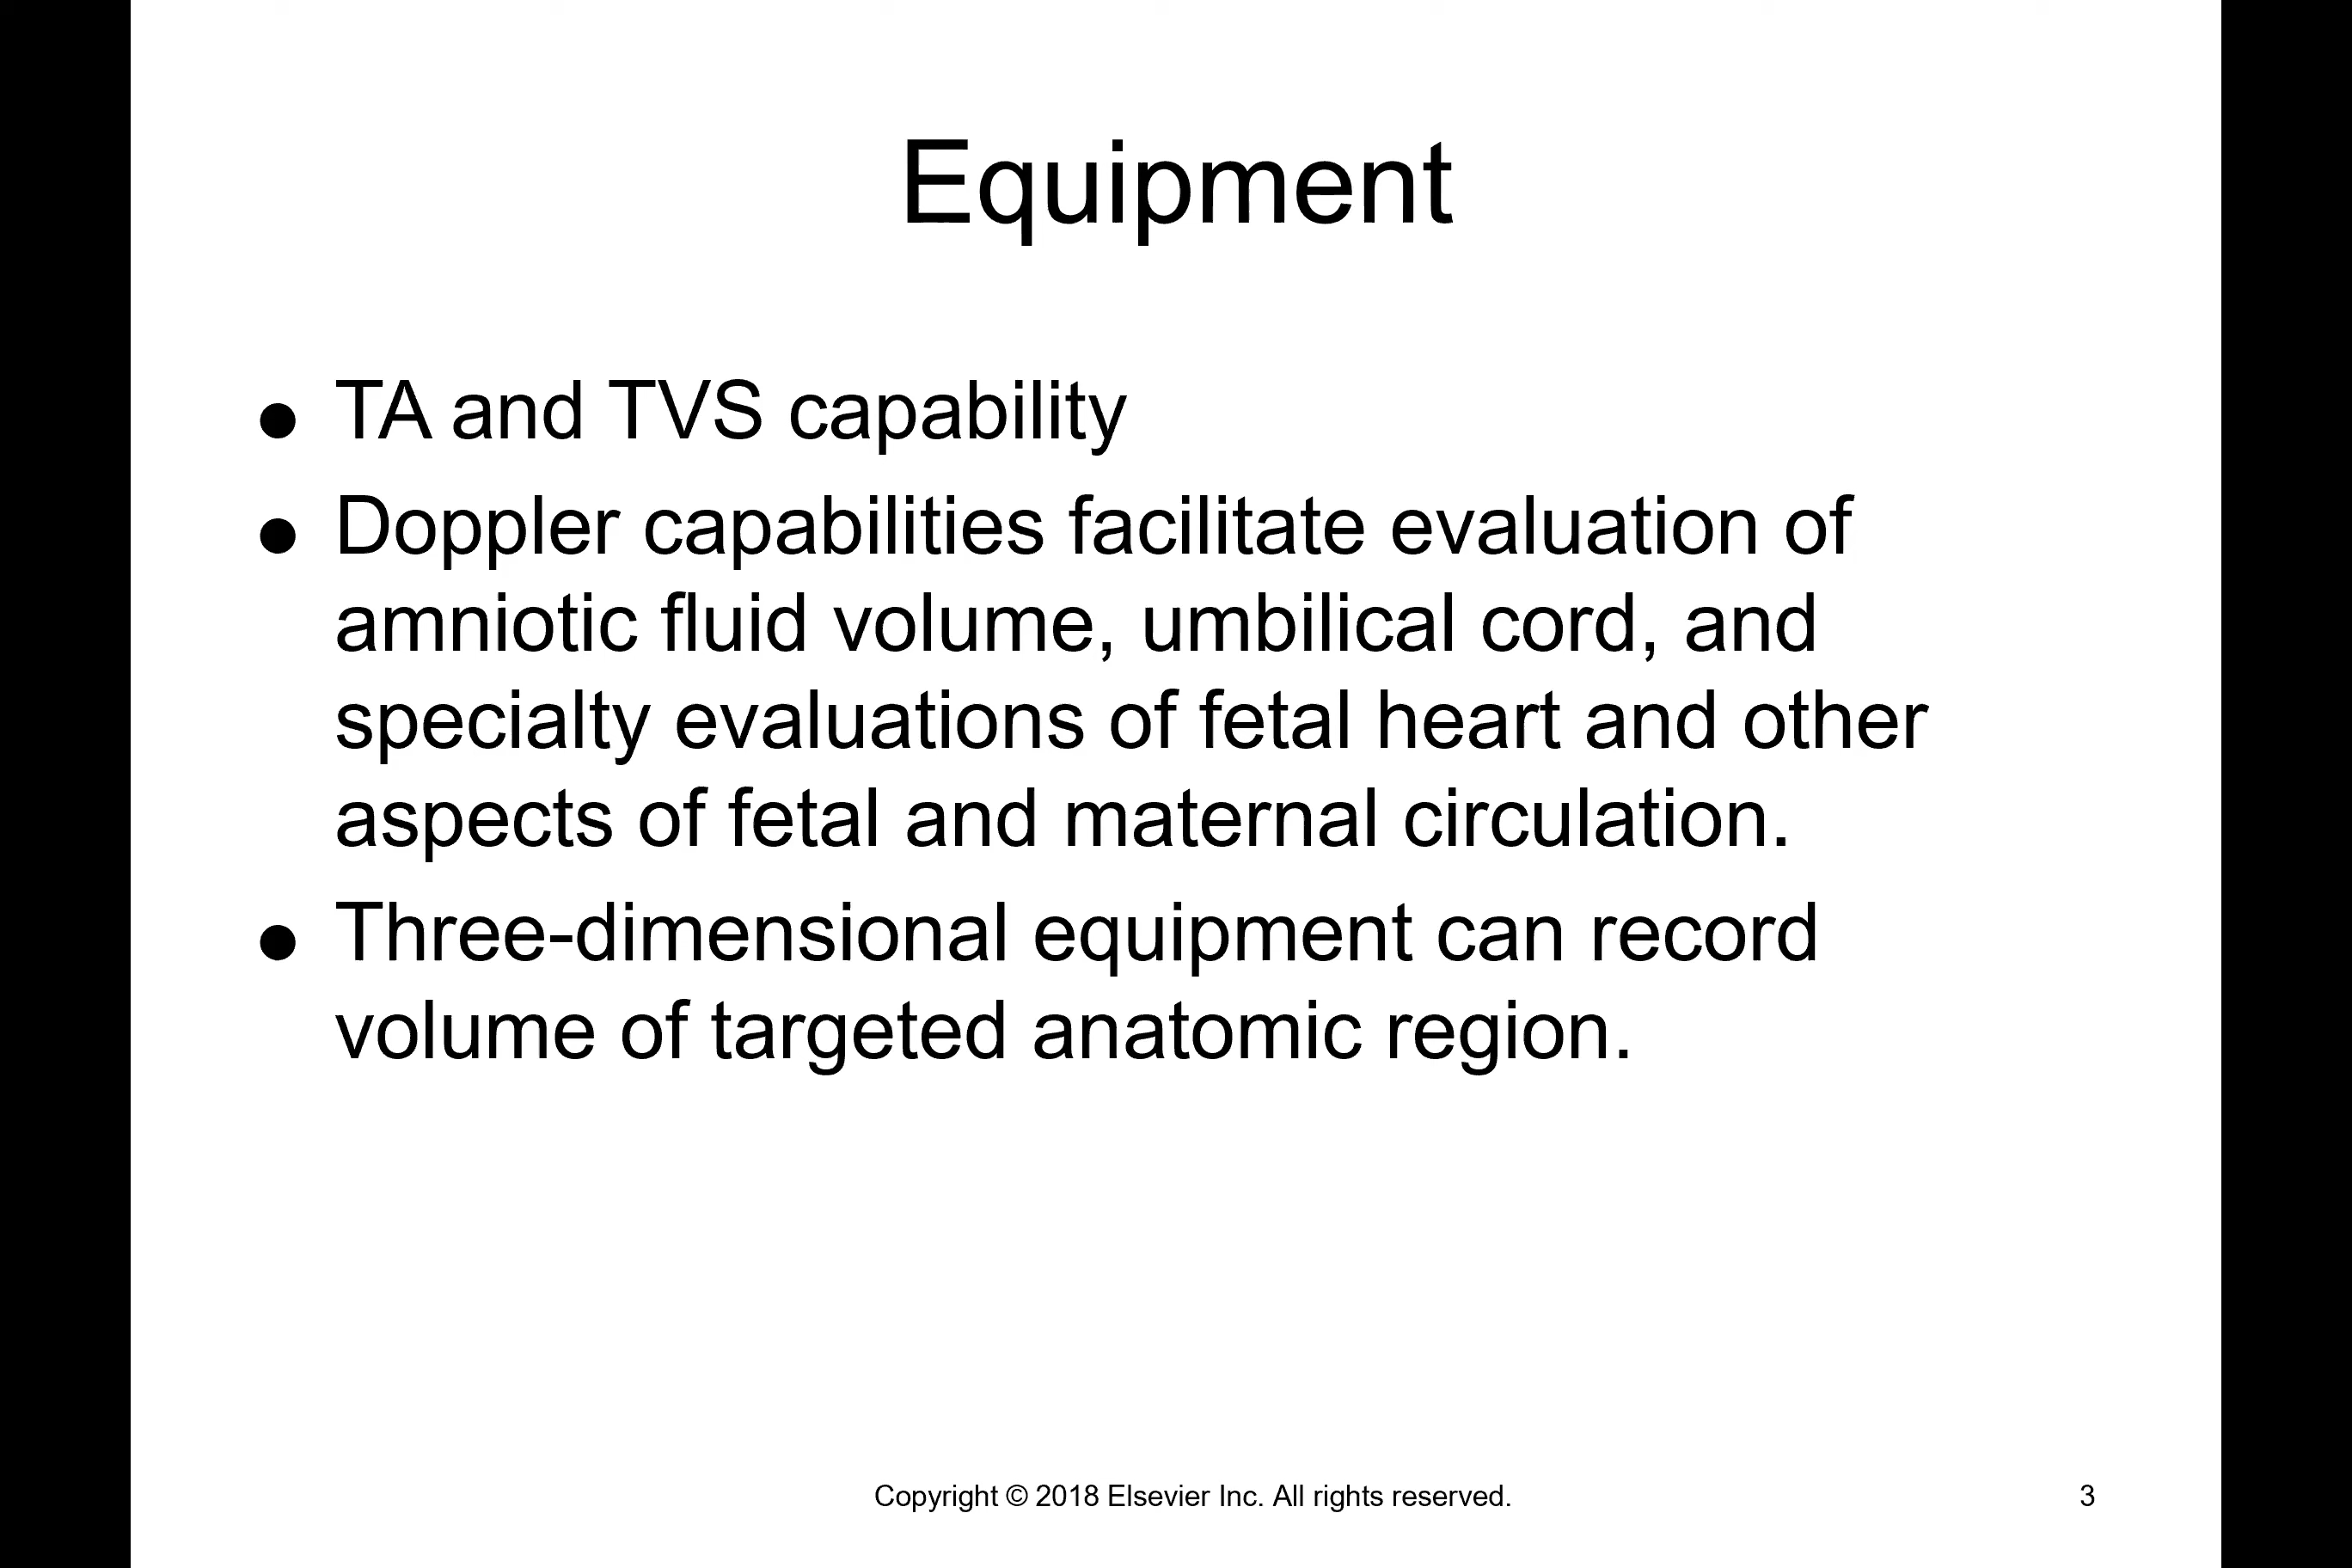 Equipment
● TA and TVS capability
● Doppler capabilities facilitate evaluation of
amniotic fluid volume, umbilical cord, and
specialty evaluations of fetal heart and other
aspects of fetal and maternal circulation.
● Three-dimensional equipment can record
volume of targeted anatomic region.
Copyright © 2018 Elsevier Inc. All rights reserved.
3